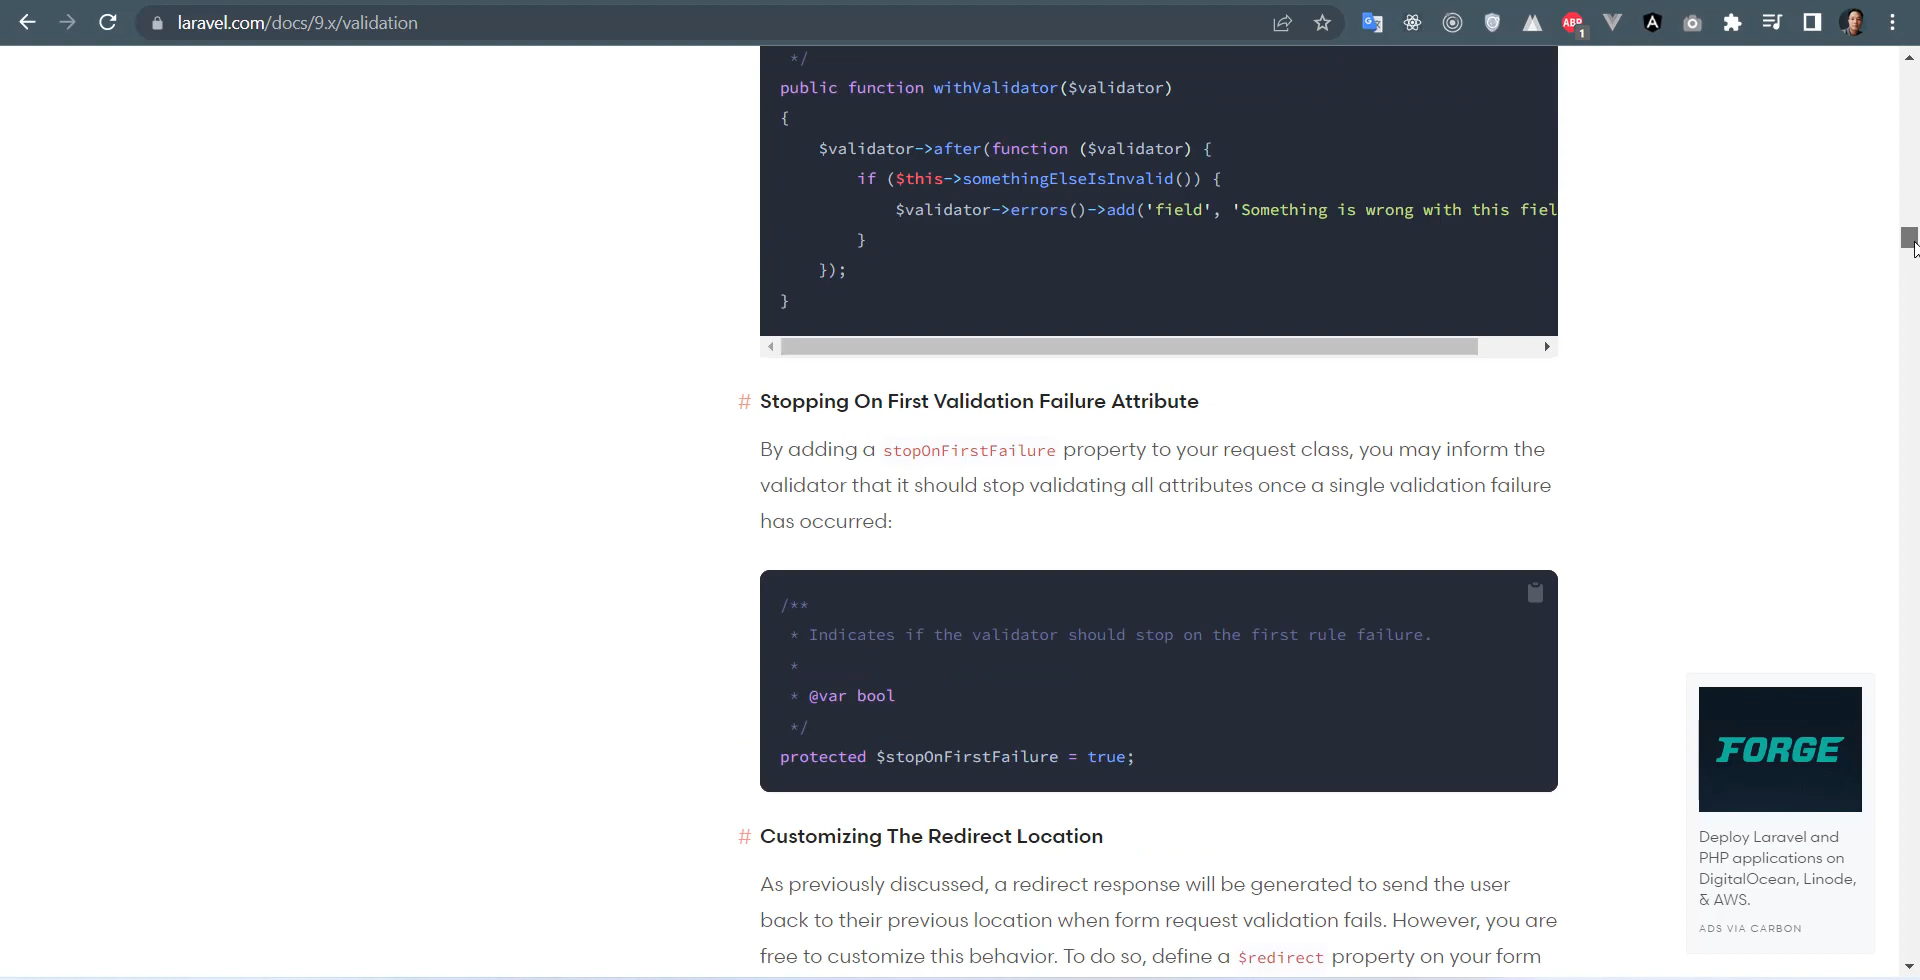 laravel.com/docs/9.x/validation
ABP
1
*/
public function withValidator($validator)
{
$validator->after(function ($validator) {
if ($this->somethingElseIsInvalid()) {
$validator->errors()->add('field', 'Something is wrong with this fiel
}
});
}
# Stopping On First Validation Failure Attribute
By adding a stopOnFirstFailure property to your request class, you may inform the
validator that it should stop validating all attributes once a single validation failure
has occurred:
/**
* Indicates if the validator should stop on the first rule failure.
*
* @var bool
*/
protected $stopOnFirstFailure = true;
# Customizing The Redirect Location
As previously discussed, a redirect response will be generated to send the user
back to their previous location when form request validation fails. However, you are
free to customize this behavior. To do so, define a $redirect property on your form
FORGE
Deploy Laravel and
PHP applications on
DigitalOcean, Linode,
& AWS.
ADS VIA CARBON